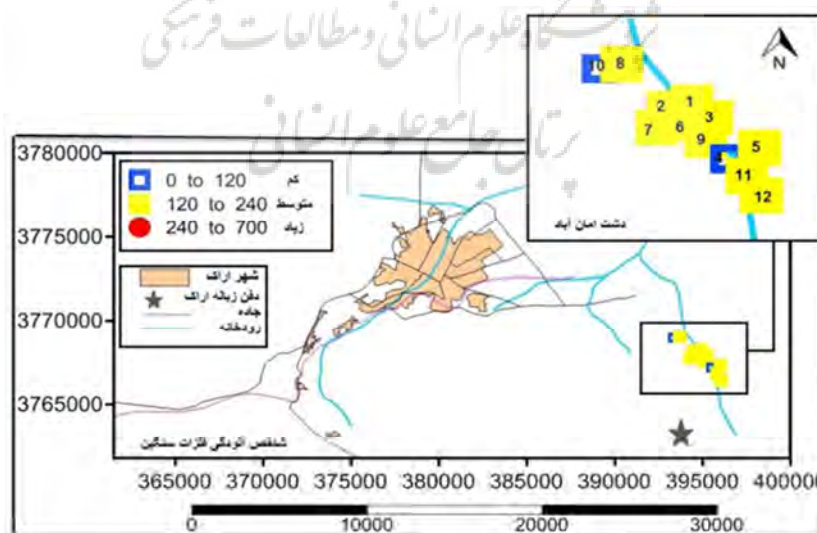 پژوهشگاه علوم انسانی و مطالعات فرهنگی
پرتال جامع علوم انسانی
N
10 8
1
2 3
7 6 9
4 5
11
12
دشت امان آباد
3780000
3775000
3770000
3765000
0 to 120 کم
120 to 240 متوسط
240 to 700 زیاد
شهر اراک
دفن زباله اراک
جاده
رودخانه
شاخص آلودگی فلزات سنگین
365000 370000 375000 380000 385000 390000 395000 400000
0 10000 20000 30000